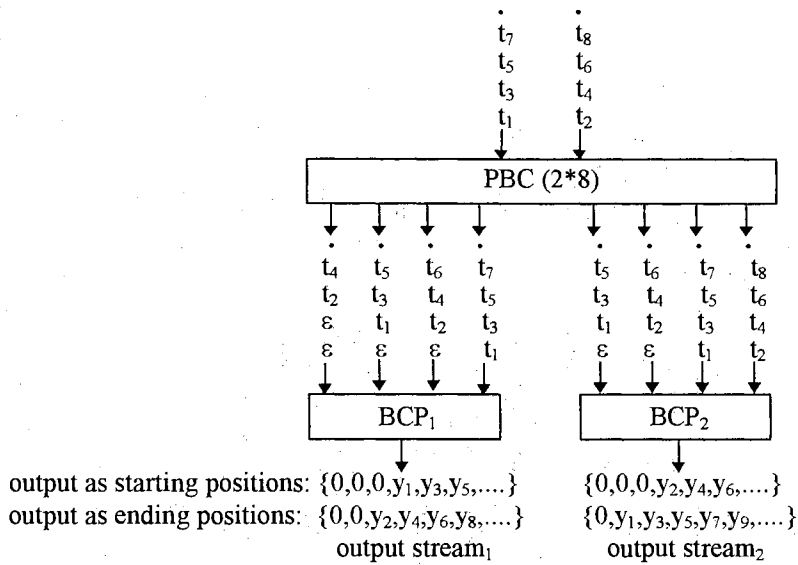 . .
t₇ t₈
t₅ t₆
t₃ t₄
t₁ t₂
PBC (2*8)
. . . . . . . .
t₄ t₅ t₆ t₇ t₅ t₆ t₇ t₈
t₂ t₃ t₄ t₅ t₃ t₄ t₅ t₆
ε t₁ t₂ t₃ t₁ t₂ t₃ t₄
ε ε ε t₁ ε ε t₁ t₂
BCP₁ BCP₂
output as starting positions: {0,0,0,y₁,y₃,y₅,....} {0,0,0,y₂,y₄,y₆,....}
output as ending positions: {0,0,y₂,y₄,y₆,y₈,....} {0,y₁,y₃,y₅,y₇,y₉,....}
output stream₁ output stream₂